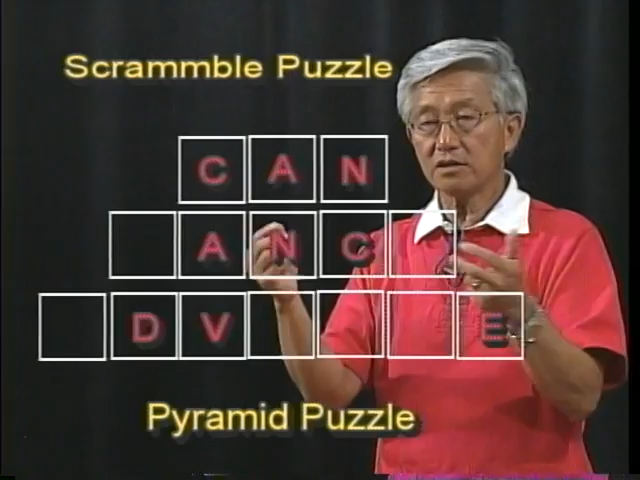 Scrammble Puzzle
C A N
A N C
D V E
Pyramid Puzzle